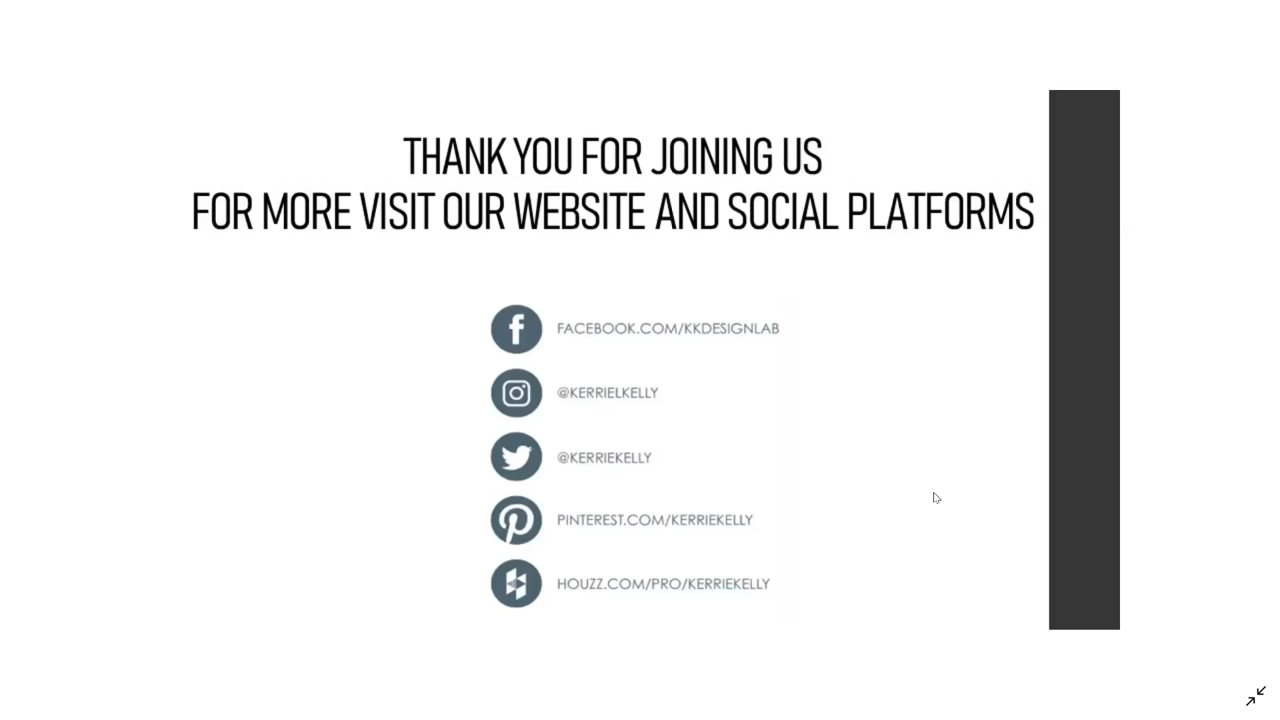 THANK YOU FOR JOINING US
FOR MORE VISIT OUR WEBSITE AND SOCIAL PLATFORMS
FACEBOOK.COM/KKDESIGNLAB
@KERRIELKELLY
@KERRIEKELLY
PINTEREST.COM/KERRIEKELLY
HOUZZ.COM/PRO/KERRIEKELLY